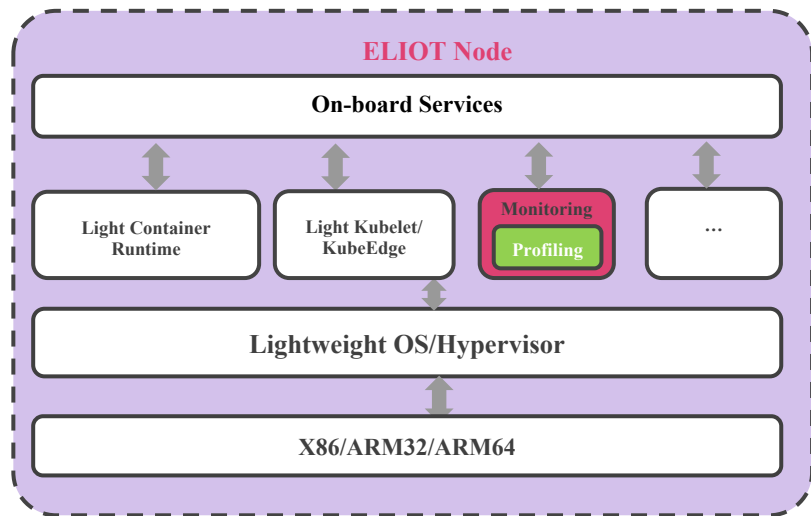 ELIOT Node
On-board Services
Light Container
Runtime
Light Kubelet/
KubeEdge
Monitoring
Profiling
...
Lightweight OS/Hypervisor
X86/ARM32/ARM64